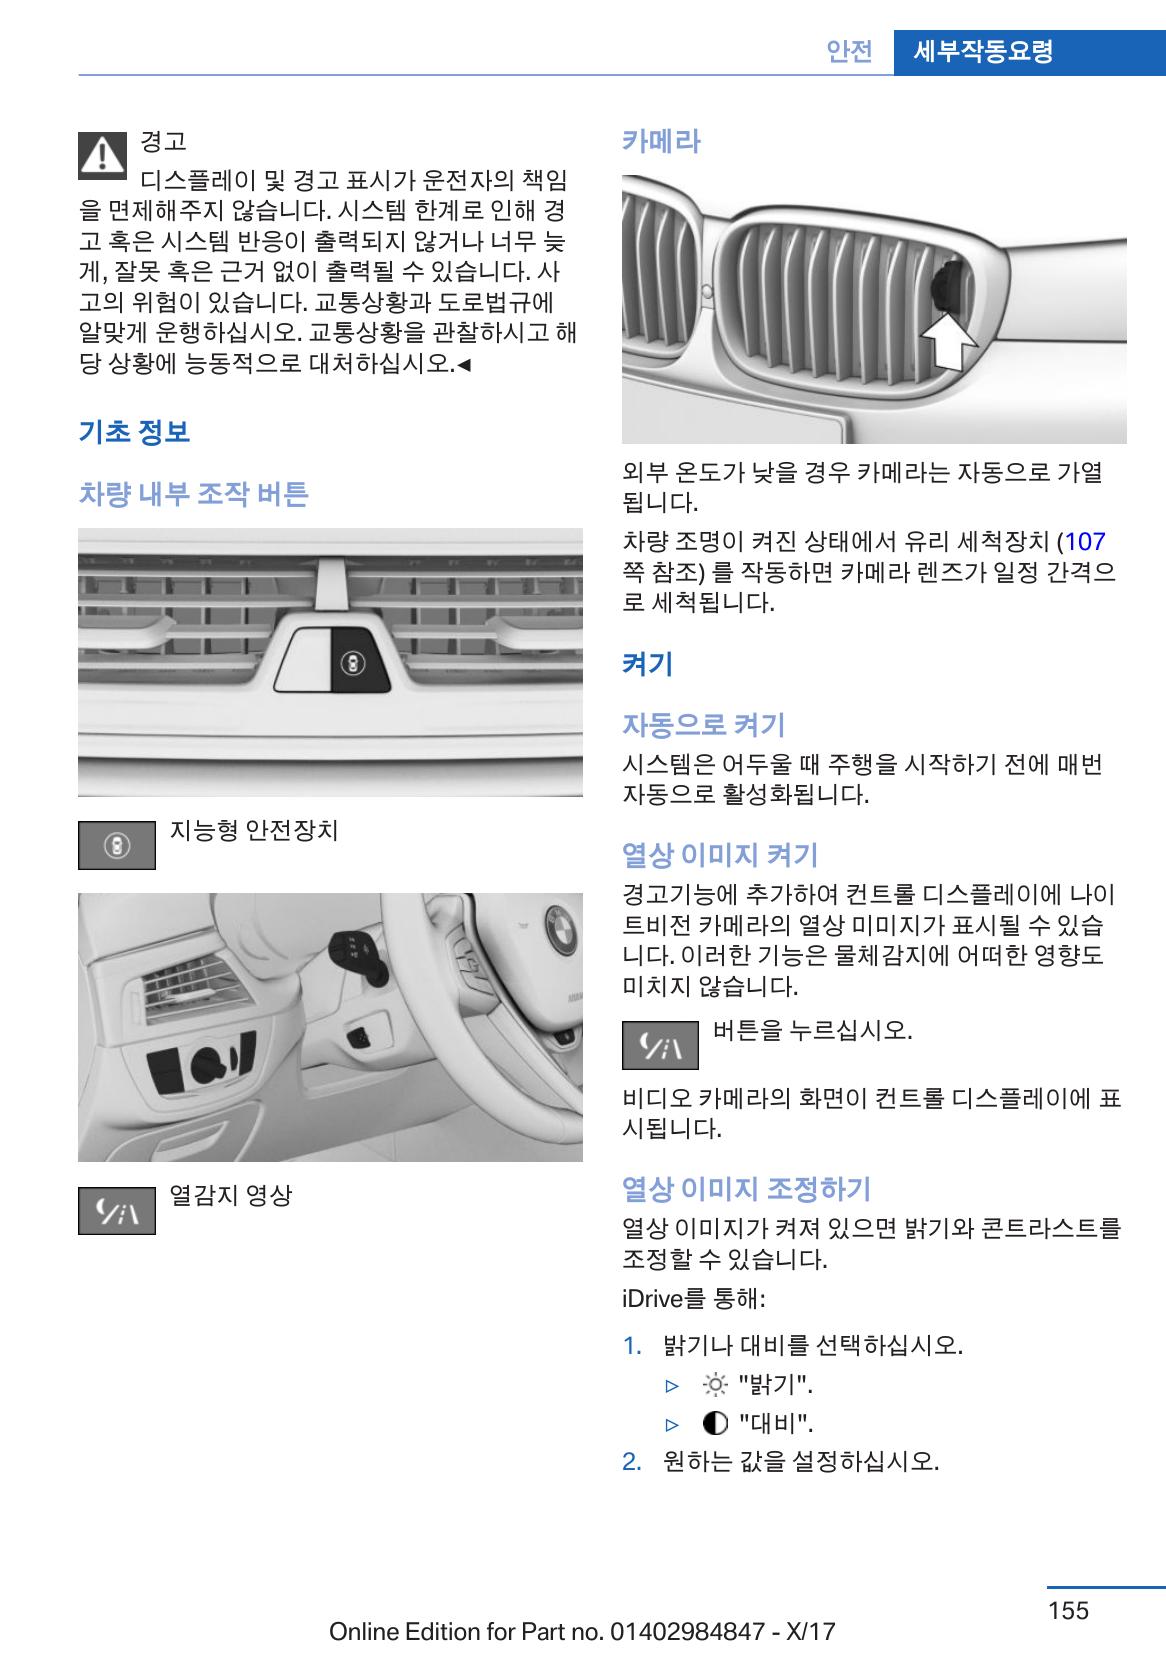 안전 세부작동요령
경고
디스플레이 및 경고 표시가 운전자의 책임
을 면제해주지 않습니다. 시스템 한계로 인해 경
고 혹은 시스템 반응이 출력되지 않거나 너무 늦
게, 잘못 혹은 근거 없이 출력될 수 있습니다. 사
고의 위험이 있습니다. 교통상황과 도로법규에
알맞게 운행하십시오. 교통상황을 관찰하시고 해
당 상황에 능동적으로 대처하십시오.◄
기초 정보
차량 내부 조작 버튼
지능형 안전장치
열감지 영상
카메라
외부 온도가 낮을 경우 카메라는 자동으로 가열
됩니다.
차량 조명이 켜진 상태에서 유리 세척장치 (107
쪽 참조) 를 작동하면 카메라 렌즈가 일정 간격으
로 세척됩니다.
켜기
자동으로 켜기
시스템은 어두울 때 주행을 시작하기 전에 매번
자동으로 활성화됩니다.
열상 이미지 켜기
경고기능에 추가하여 컨트롤 디스플레이에 나이
트비전 카메라의 열상 미미지가 표시될 수 있습
니다. 이러한 기능은 물체감지에 어떠한 영향도
미치지 않습니다.
버튼을 누르십시오.
비디오 카메라의 화면이 컨트롤 디스플레이에 표
시됩니다.
열상 이미지 조정하기
열상 이미지가 켜져 있으면 밝기와 콘트라스트를
조정할 수 있습니다.
iDrive를 통해:
1. 밝기나 대비를 선택하십시오.
▷ "밝기".
▷ "대비".
2. 원하는 값을 설정하십시오.
155
Online Edition for Part no. 01402984847 - X/17